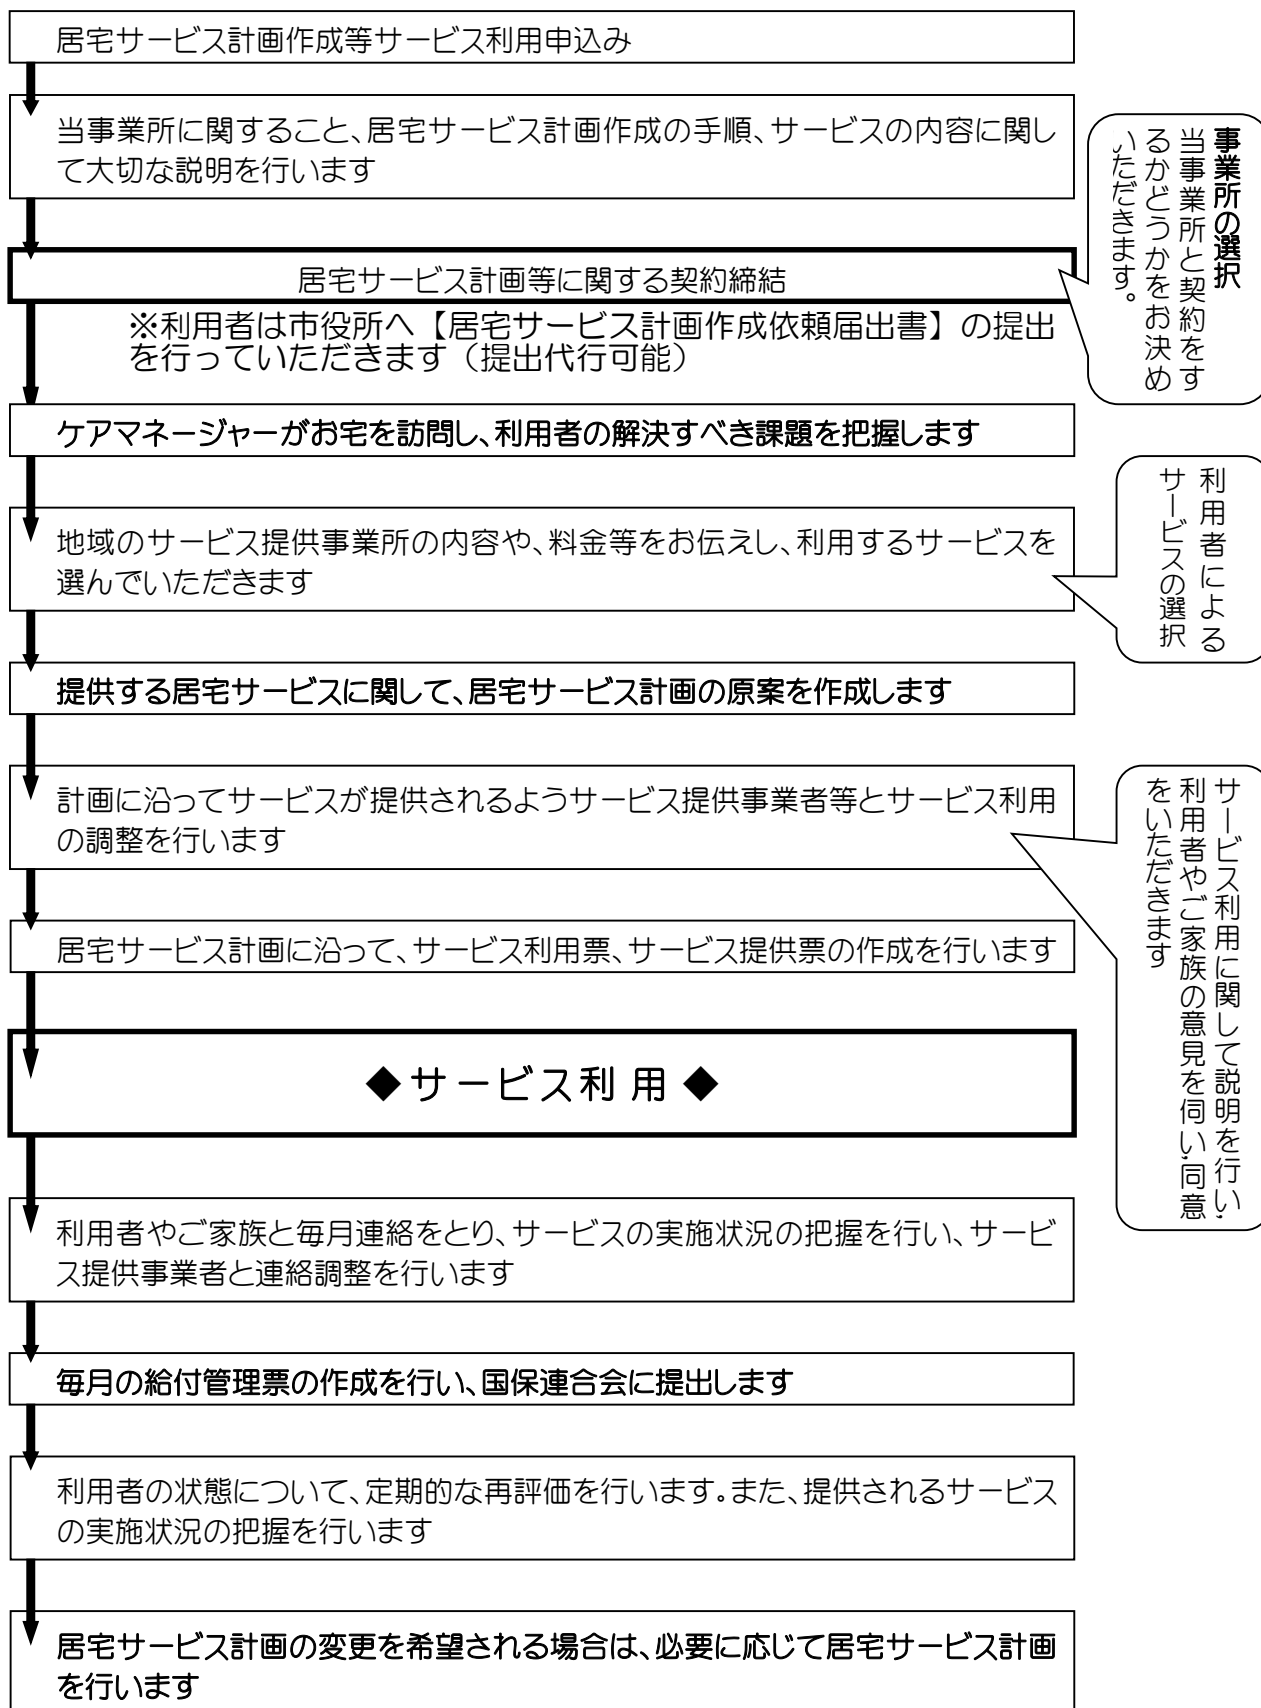 居宅サービス計画作成等サービス利用申込み
当事業所に関すること、居宅サービス計画作成の手順、サービスの内容に関し
て大切な説明を行います
事業所の選択
当事業所と契約をす
るかどうかをお決め
いただきます。
居宅サービス計画等に関する契約締結
※利用者は市役所へ【居宅サービス計画作成依頼届出書】の提出
を行っていただきます（提出代行可能）
ケアマネージャーがお宅を訪問し、利用者の解決すべき課題を把握します
利用者による
サービスの選択
地域のサービス提供事業所の内容や、料金等をお伝えし、利用するサービスを
選んでいただきます
提供する居宅サービスに関して、居宅サービス計画の原案を作成します
計画に沿ってサービスが提供されるようサービス提供事業者等とサービス利用
の調整を行います
サービス利用に関して説明を行い、
利用者やご家族の意見を伺い、同意
をいただきます
居宅サービス計画に沿って、サービス利用票、サービス提供票の作成を行います
◆サービス利用◆
利用者やご家族と毎月連絡をとり、サービスの実施状況の把握を行い、サービ
ス提供事業者と連絡調整を行います
毎月の給付管理票の作成を行い、国保連合会に提出します
利用者の状態について、定期的な再評価を行います。また、提供されるサービス
の実施状況の把握を行います
居宅サービス計画の変更を希望される場合は、必要に応じて居宅サービス計画
を行います